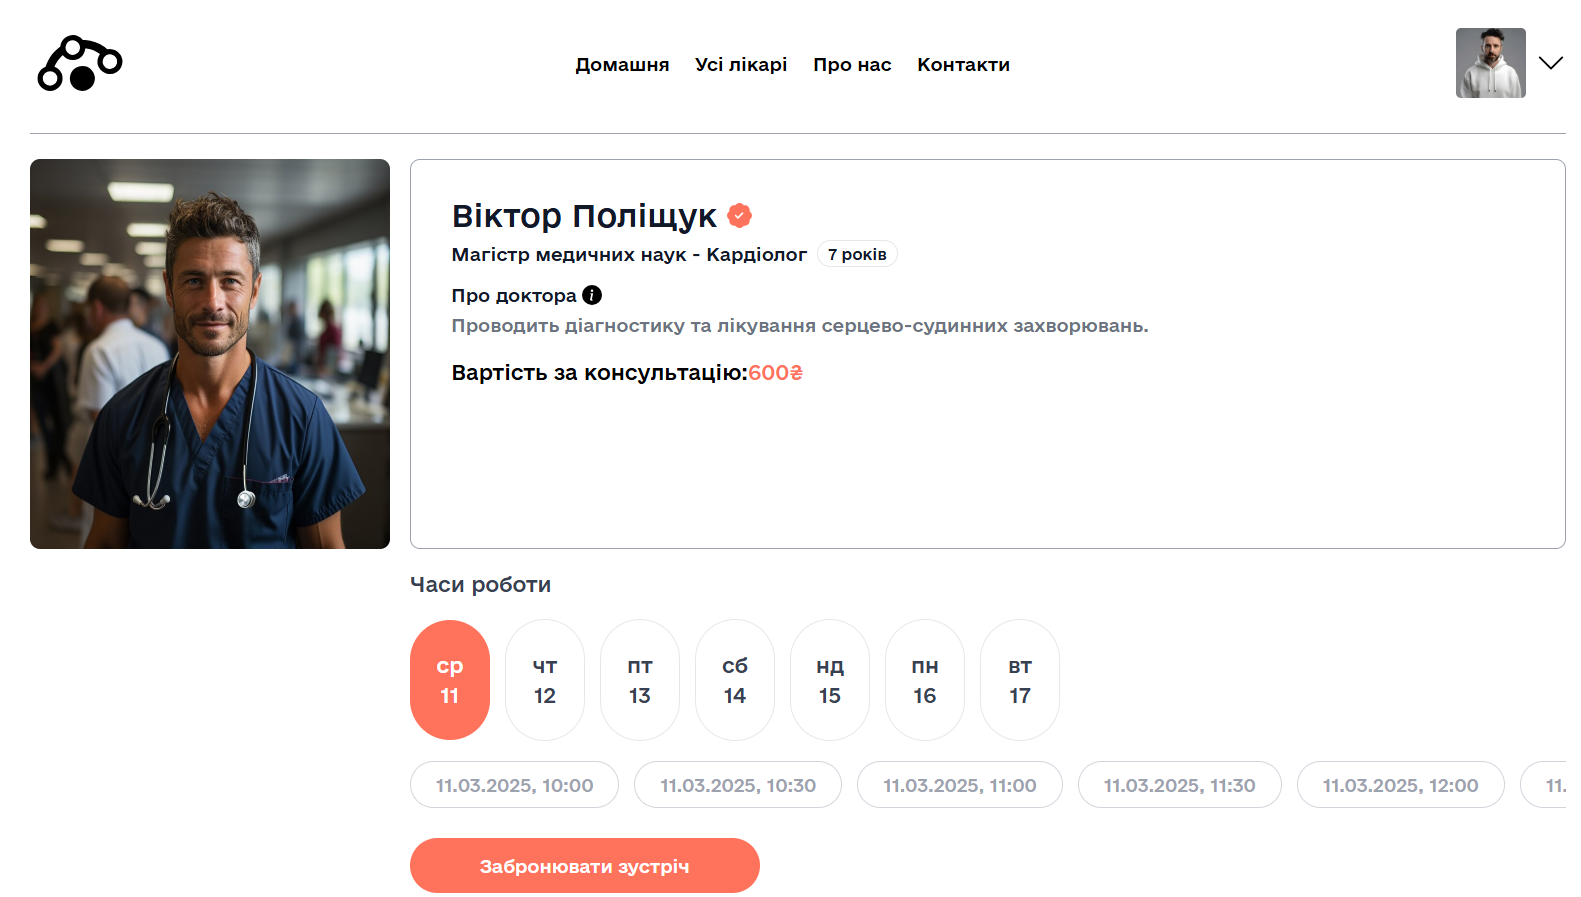 Домашня Усі лікарі Про нас Контакти
Віктор Поліщук
Магістр медичних наук - Кардіолог 7 років
Про доктора
Проводить діагностику та лікування серцево-судинних захворювань.
Вартість за консультацію:600₴
Часи роботи
ср чт пт сб нд пн вт
11 12 13 14 15 16 17
11.03.2025, 10:00 11.03.2025, 10:30 11.03.2025, 11:00 11.03.2025, 11:30 11.03.2025, 12:00 11.
Забронювати зустріч